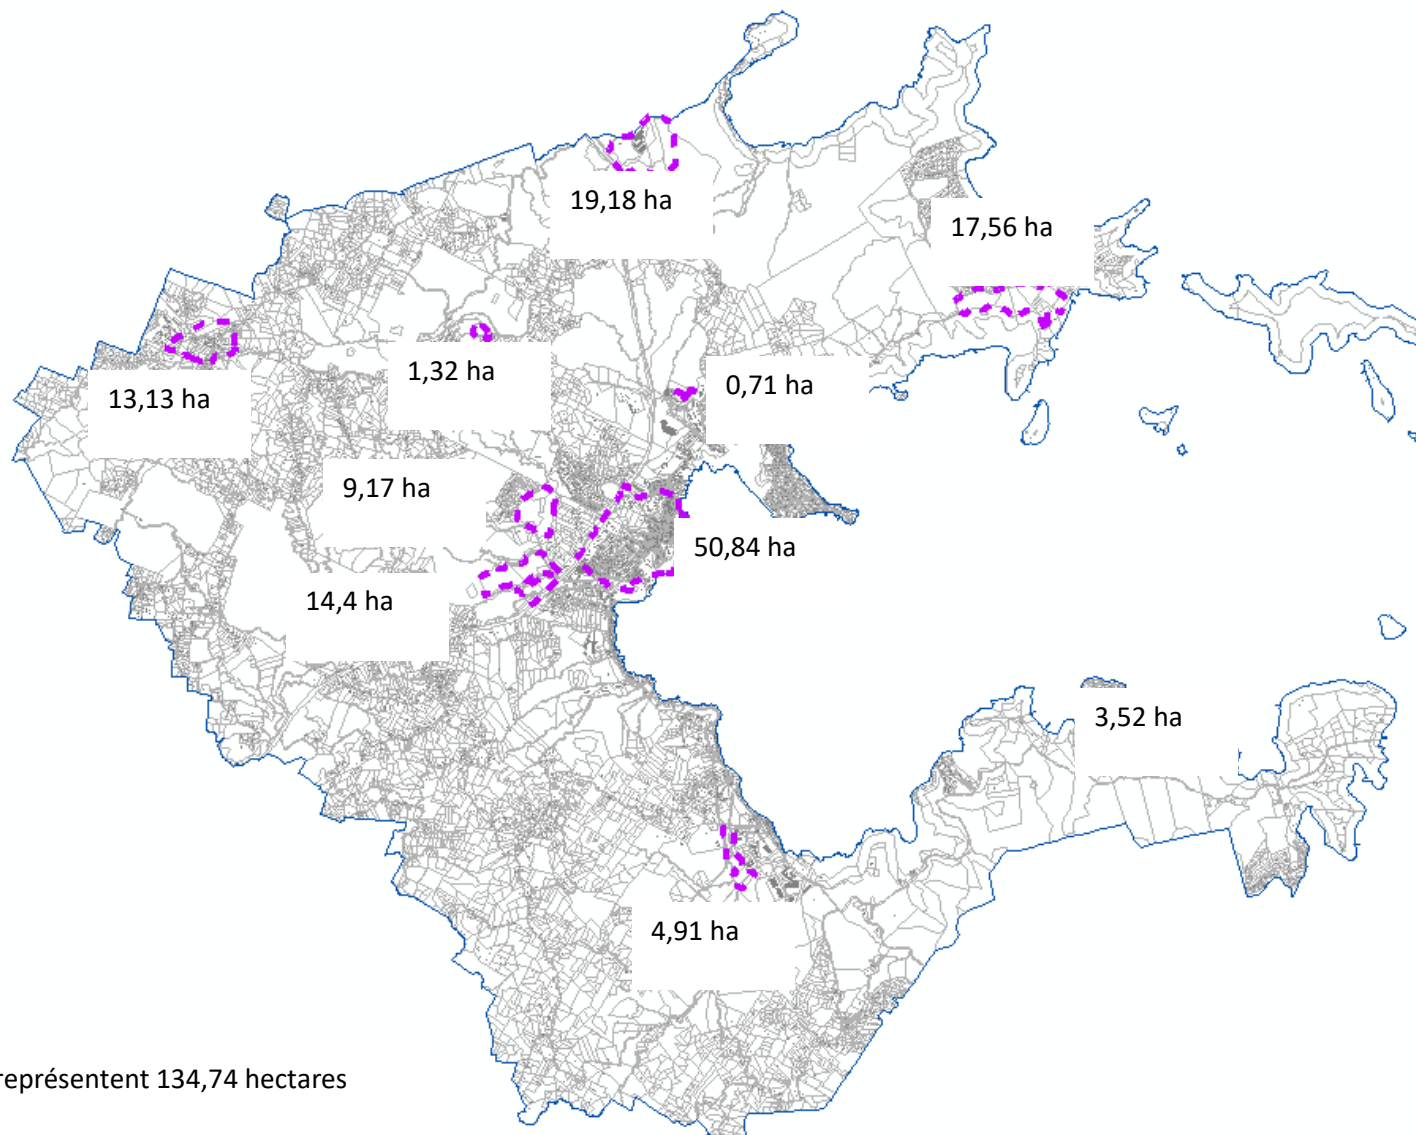 19,18 ha
17,56 ha
1,32 ha
0,71 ha
13,13 ha
9,17 ha
50,84 ha
14,4 ha
3,52 ha
4,91 ha
représentent 134,74 hectares